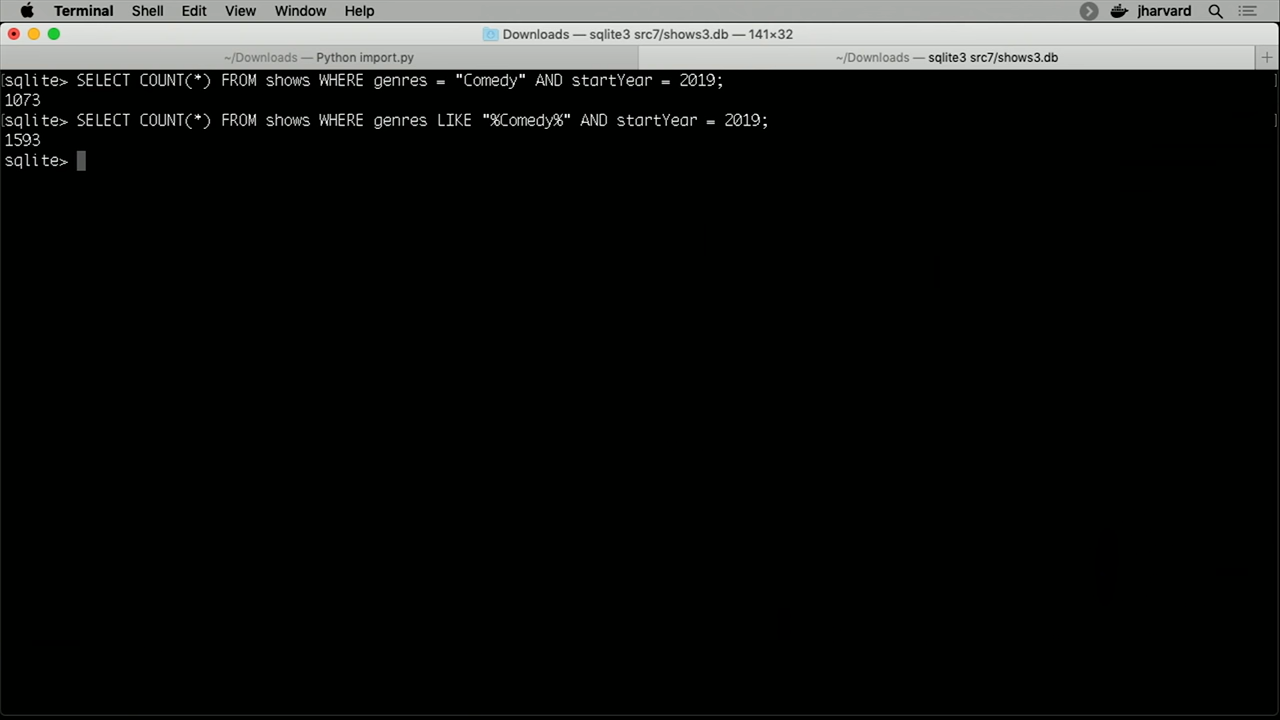 Terminal Shell Edit View Window Help jharvard
Downloads — sqlite3 src7/shows3.db — 141×32
~/Downloads — Python import.py ~/Downloads — sqlite3 src7/shows3.db
[sqlite> SELECT COUNT(*) FROM shows WHERE genres = "Comedy" AND startYear = 2019; ]
1073
[sqlite> SELECT COUNT(*) FROM shows WHERE genres LIKE "%Comedy%" AND startYear = 2019; ]
1593
sqlite>